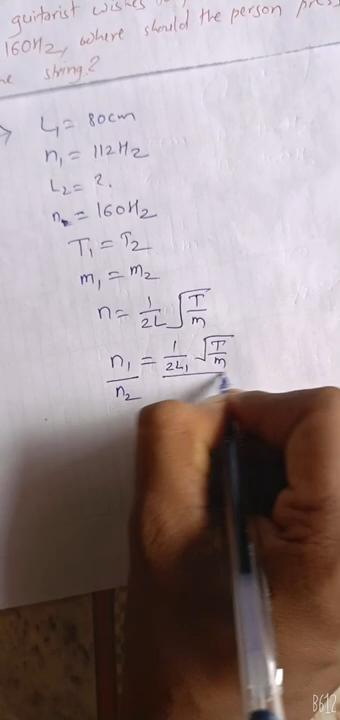 guitarist wishes
160Hz, where should the person
string?
L₁ = 80cm
n₁ = 112Hz
L₂ = ?.
n₂ = 160Hz
T₁ = T₂
m₁ = m₂
n = 1/2L √T/m
n₁/n₂ = 1/2L₁ √T/m
B612